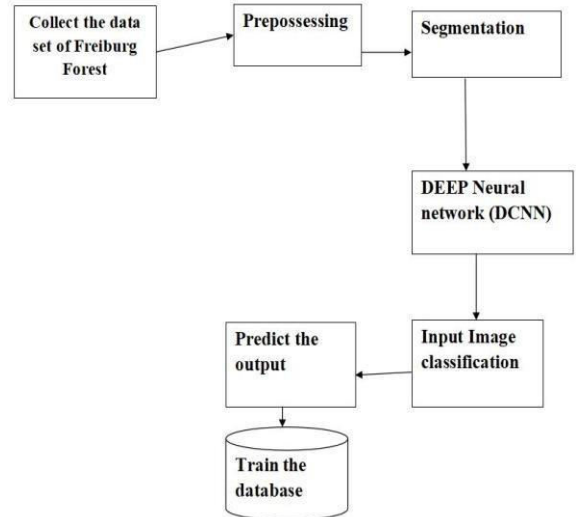 Collect the data
set of Freiburg
Forest
Prepossessing
Segmentation
DEEP Neural
network (DCNN)
Input Image
classification
Predict the
output
Train the
database